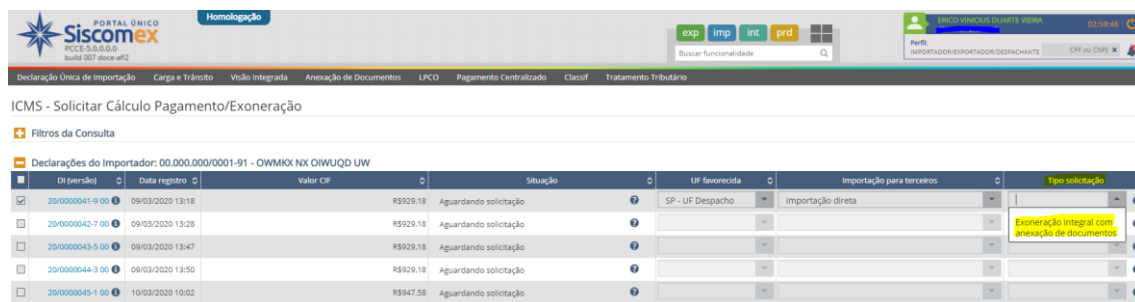 PORTAL ÚNICO
Siscomex
PCCE-5.0.0.0.0
build 007 doce-afi2
Homologação
exp imp int prd
Buscar funcionalidade
ERICO VINICIUS DUARTE VIEIRA 02:59:46
Perfil:
IMPORTADOR/EXPORTADOR/DESPACHANTE CPF ou CNPJ X
Declaração Única de Importação Carga e Trânsito Visão Integrada Anexação de Documentos LPCO Pagamento Centralizado Classif Tratamento Tributário
ICMS - Solicitar Cálculo Pagamento/Exoneração
Filtros da Consulta
Declarações do Importador: 00.000.000/0001-91 - OWMKX NX OIWUQD UW
DI (versão) Data registro Valor CIF Situação UF favorecida Importação para terceiros Tipo solicitação
20/0000041-9 00 09/03/2020 13:18 R$929,18 Aguardando solicitação SP - UF Despacho Importação direta
Exoneração integral com
anexação de documentos
20/0000042-7 00 09/03/2020 13:28 R$929,18 Aguardando solicitação
20/0000043-5 00 09/03/2020 13:47 R$929,18 Aguardando solicitação
20/0000044-3 00 09/03/2020 13:50 R$929,18 Aguardando solicitação
20/0000045-1 00 10/03/2020 10:02 R$947,58 Aguardando solicitação